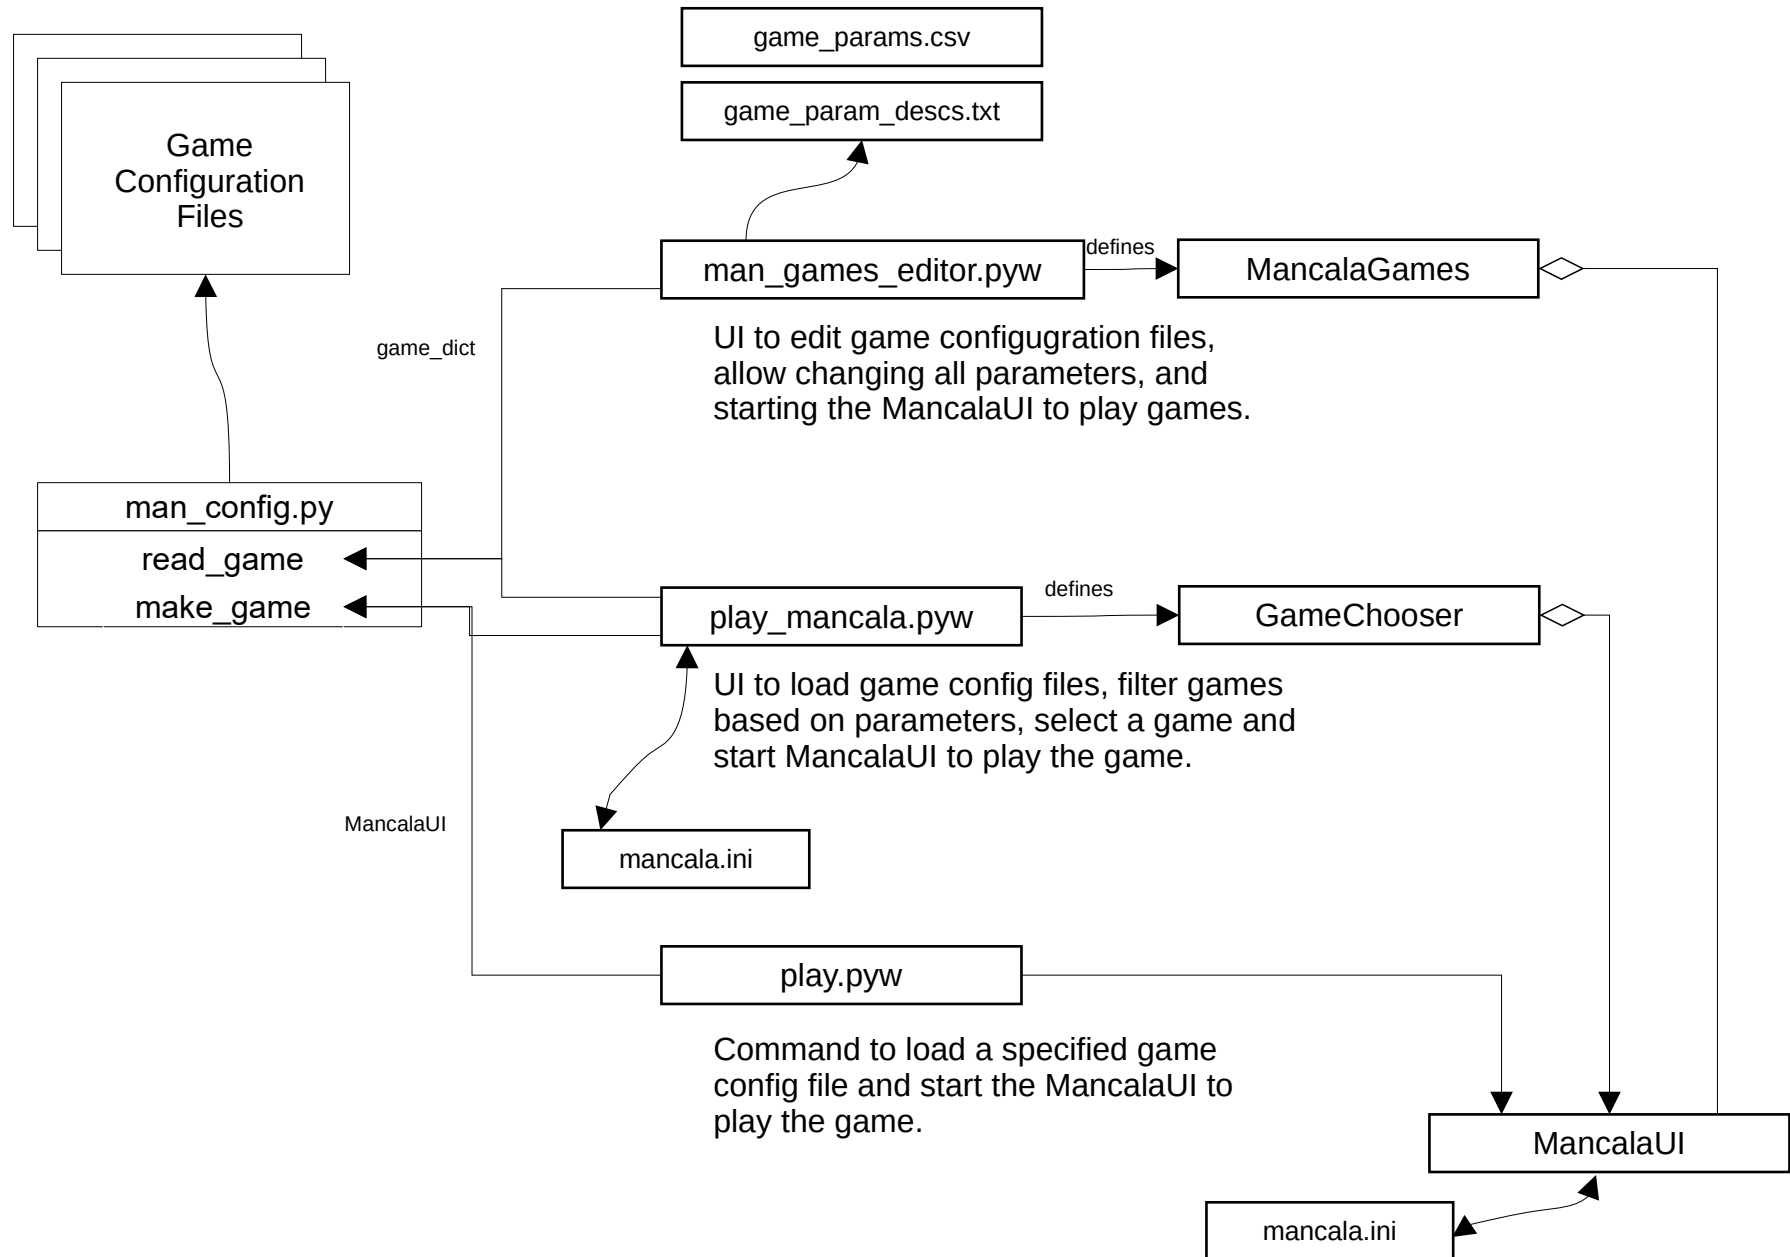 game_params.csv
game_param_descs.txt
Game
Configuration
Files
man_games_editor.pyw
defines
MancalaGames
UI to edit game configugration files,
allow changing all parameters, and
starting the MancalaUI to play games.
game_dict
man_config.py
read_game
make_game
play_mancala.pyw
defines
GameChooser
UI to load game config files, filter games
based on parameters, select a game and
start MancalaUI to play the game.
MancalaUI
mancala.ini
play.pyw
Command to load a specified game
config file and start the MancalaUI to
play the game.
MancalaUI
mancala.ini